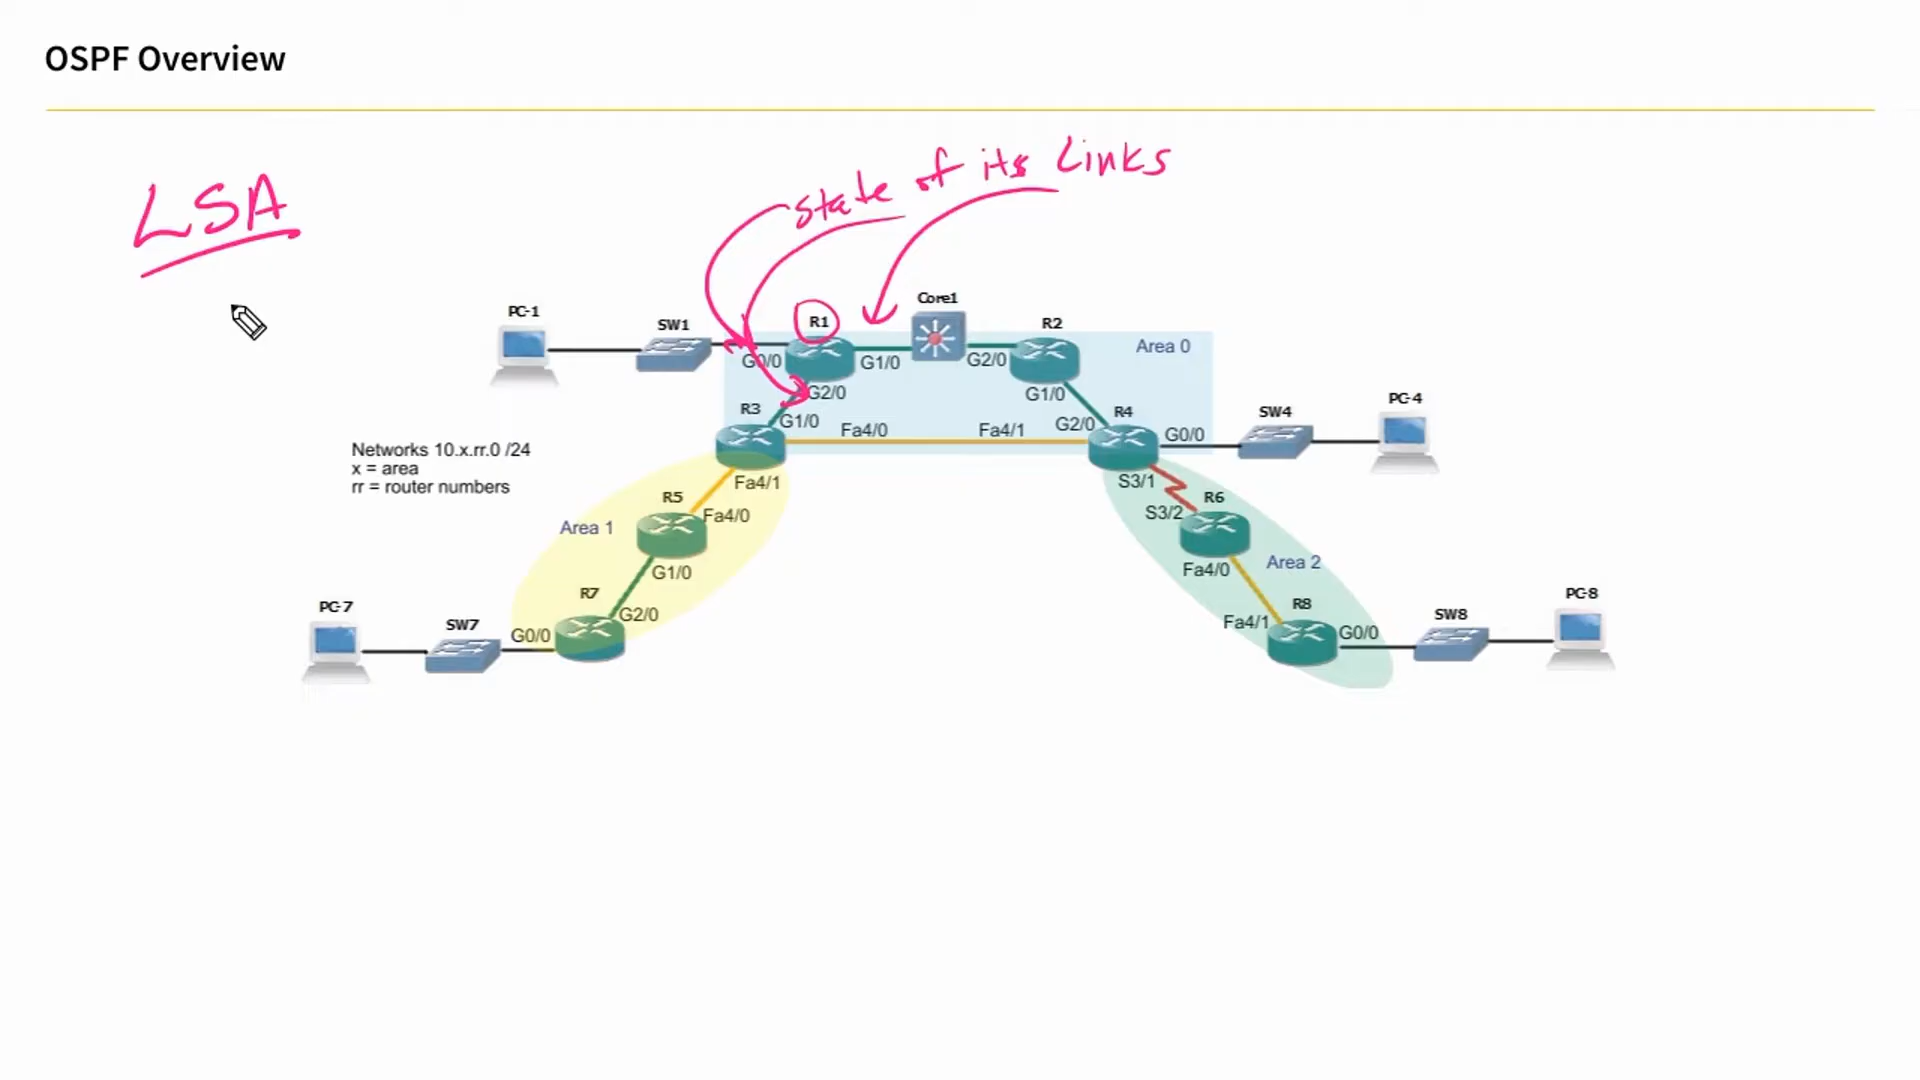 OSPF Overview
LSA
state of its Links
PC-1
SW1
R1
Core1
R2
Area 0
G0/0
G1/0
G2/0
G2/0
G1/0
R3
G1/0
Fa4/0
Fa4/1
G2/0
R4
G0/0
SW4
PC-4
Networks 10.x.rr.0 /24
x = area
rr = router numbers
Fa4/1
R5
Fa4/0
Area 1
G1/0
R7
G2/0
G0/0
SW7
PC-7
S3/1
S3/2
R6
Fa4/0
Area 2
R8
Fa4/1
G0/0
SW8
PC-8